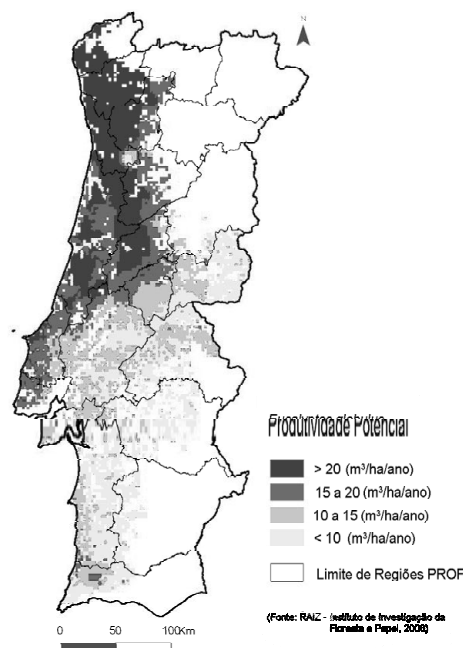 N
Produtividade Potencial
> 20 (m³/ha/ano)
15 a 20 (m³/ha/ano)
10 a 15 (m³/ha/ano)
< 10 (m³/ha/ano)
Limite de Regiões PROF
(Fonte: RAIZ - Instituto de Investigação da
Floresta e Papel, 2008)
0 50 100Km